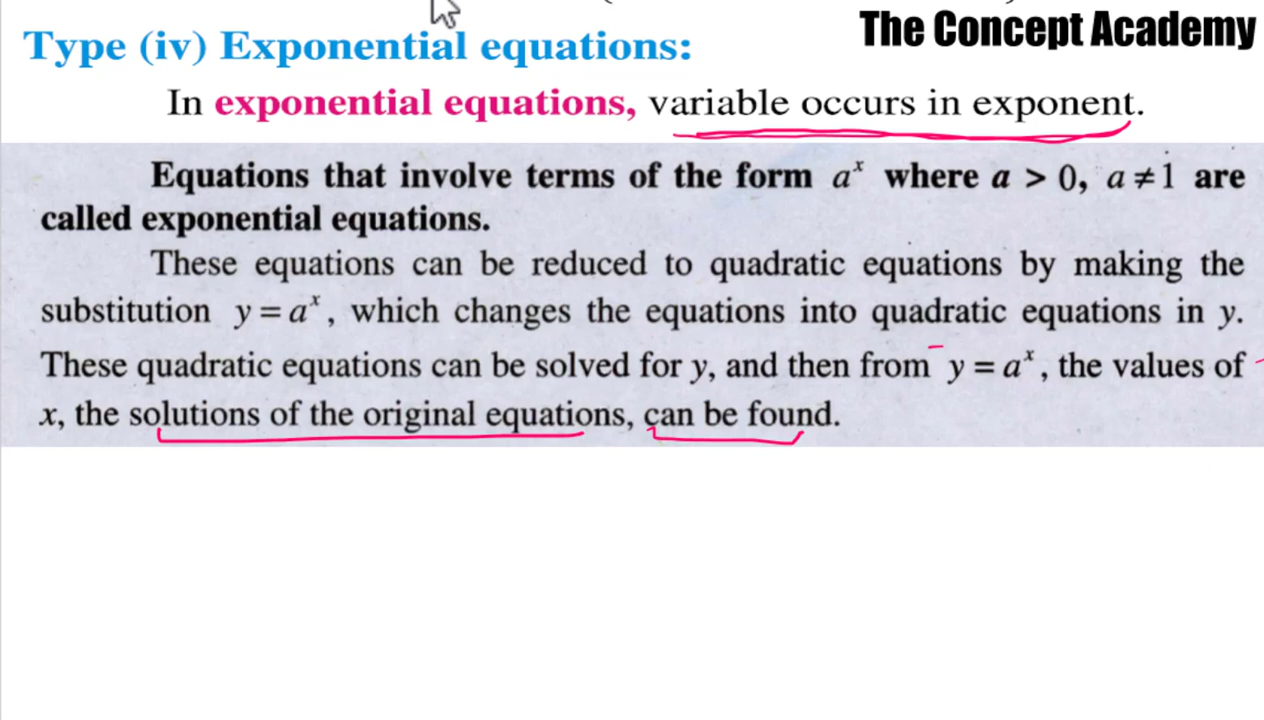 The Concept Academy
Type (iv) Exponential equations:
In exponential equations, variable occurs in exponent.
Equations that involve terms of the form aˣ where a > 0, a ≠ 1 are
called exponential equations.
These equations can be reduced to quadratic equations by making the
substitution y = aˣ, which changes the equations into quadratic equations in y.
These quadratic equations can be solved for y, and then from y = aˣ, the values of
x, the solutions of the original equations, can be found.